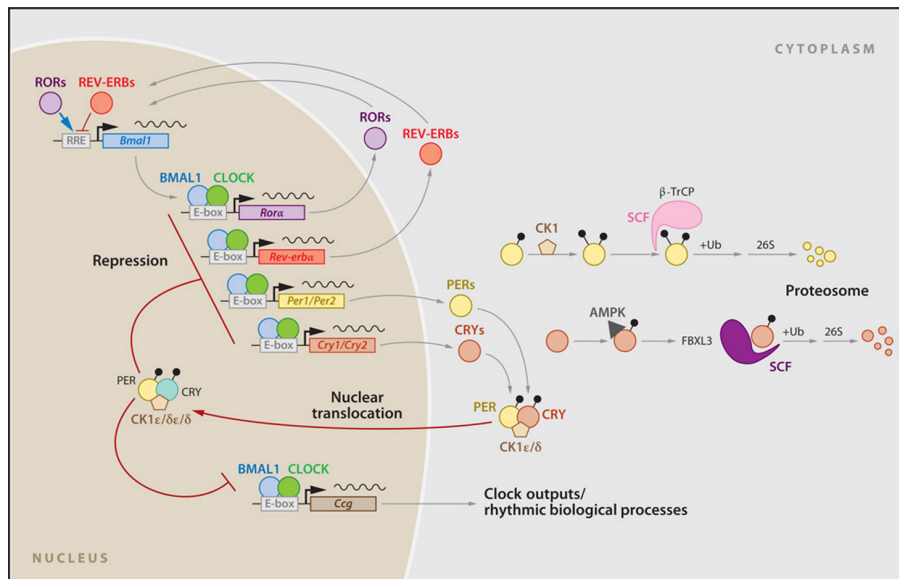 CYTOPLASM
RORs REV-ERBs
RRE Bmal1
RORs
REV-ERBs
BMAL1 CLOCK
E-box Rorα
E-box Rev-erbα
E-box Per1/Per2
E-box Cry1/Cry2
Repression
PERs
CRYs
CK1
SCF
β-TrCP
+Ub
26S
Proteosome
AMPK
FBXL3
SCF
+Ub
26S
PER CRY
CK1ε/δε/δ
Nuclear
translocation
PER CRY
CK1ε/δ
BMAL1 CLOCK
E-box Ccg
Clock outputs/
rhythmic biological processes
NUCLEUS